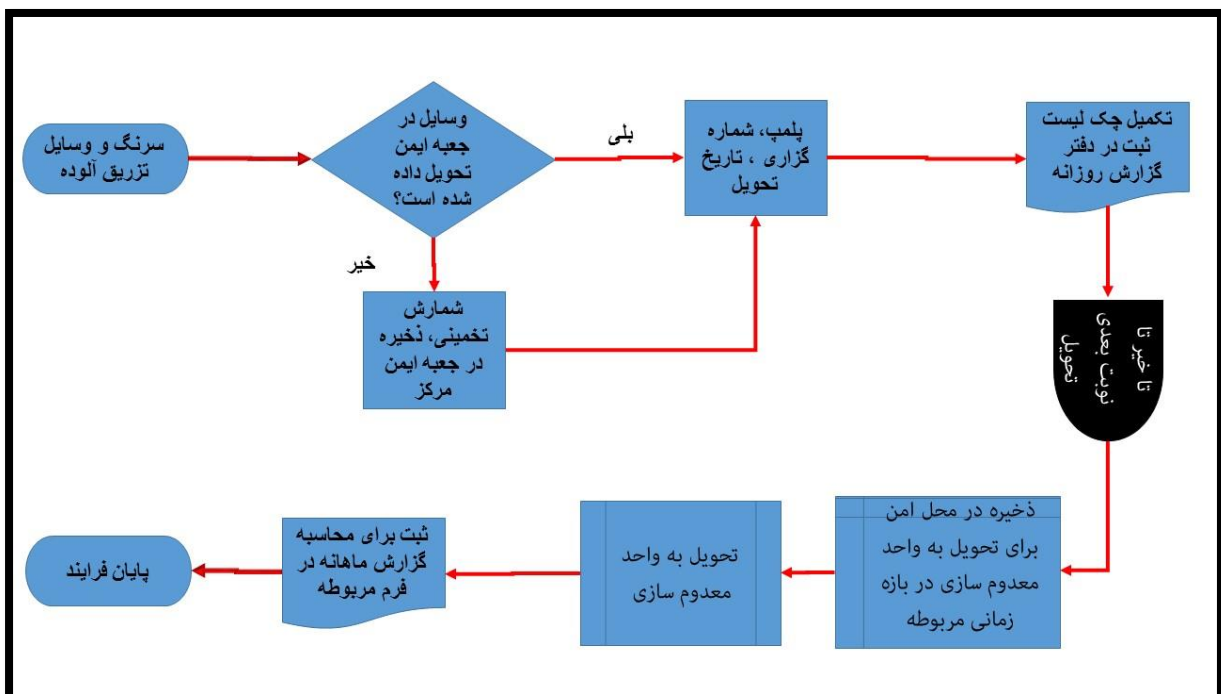 سرنگ و وسایل
تزریق آلوده
وسایل در
جعبه ایمن
تحویل داده
شده است؟
بلی
خیر
شمارش
تخمینی، ذخیره
در جعبه ایمن
مرکز
پلمپ، شماره
گزاری ، تاریخ
تحویل
تکمیل چک لیست
ثبت در دفتر
گزارش روزانه
تا خیر تا
نوبت بعدی
تحویل
ذخیره در محل امن
برای تحویل به واحد
معدوم سازی در بازه
زمانی مربوطه
تحویل به واحد
معدوم سازی
ثبت برای محاسبه
گزارش ماهانه در
فرم مربوطه
پایان فرایند